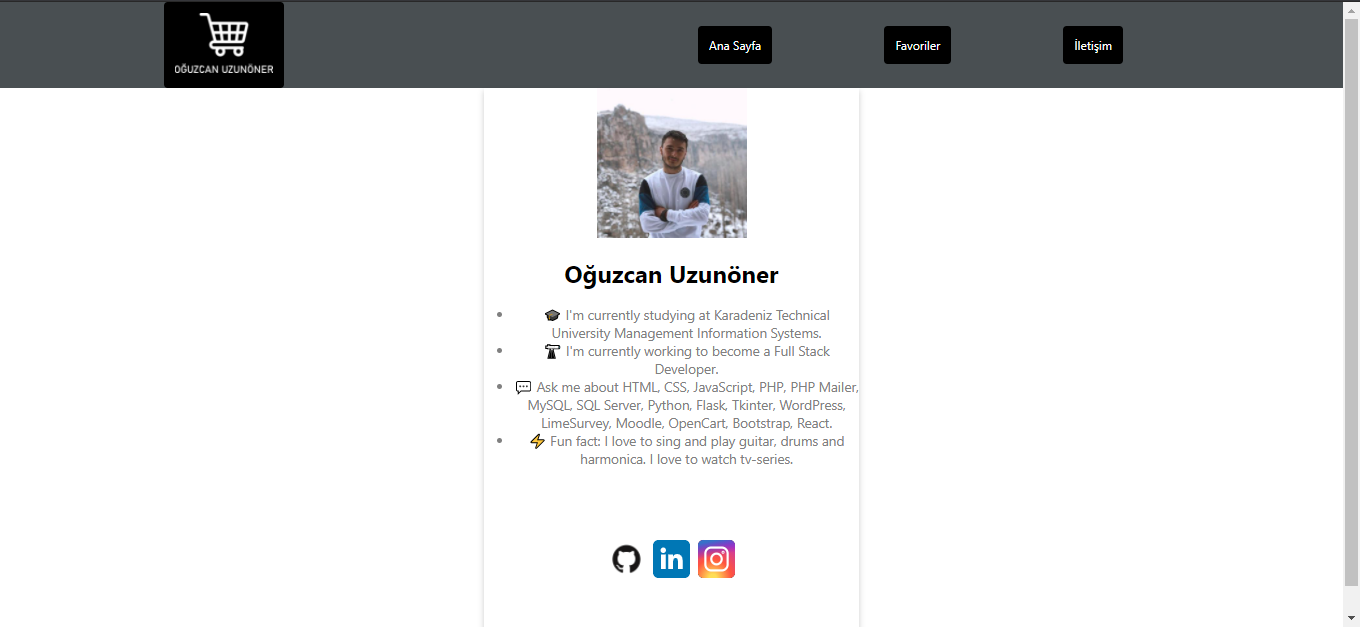 OĞUZCAN UZUNÖNER
Ana Sayfa
Favoriler
İletişim
Oğuzcan Uzunöner
• 🎓 I'm currently studying at Karadeniz Technical
University Management Information Systems.
• I'm currently working to become a Full Stack
Developer.
• 💬 Ask me about HTML, CSS, JavaScript, PHP, PHP Mailer,
MySQL, SQL Server, Python, Flask, Tkinter, WordPress,
LimeSurvey, Moodle, OpenCart, Bootstrap, React.
• ⚡ Fun fact: I love to sing and play guitar, drums and
harmonica. I love to watch tv-series.
in